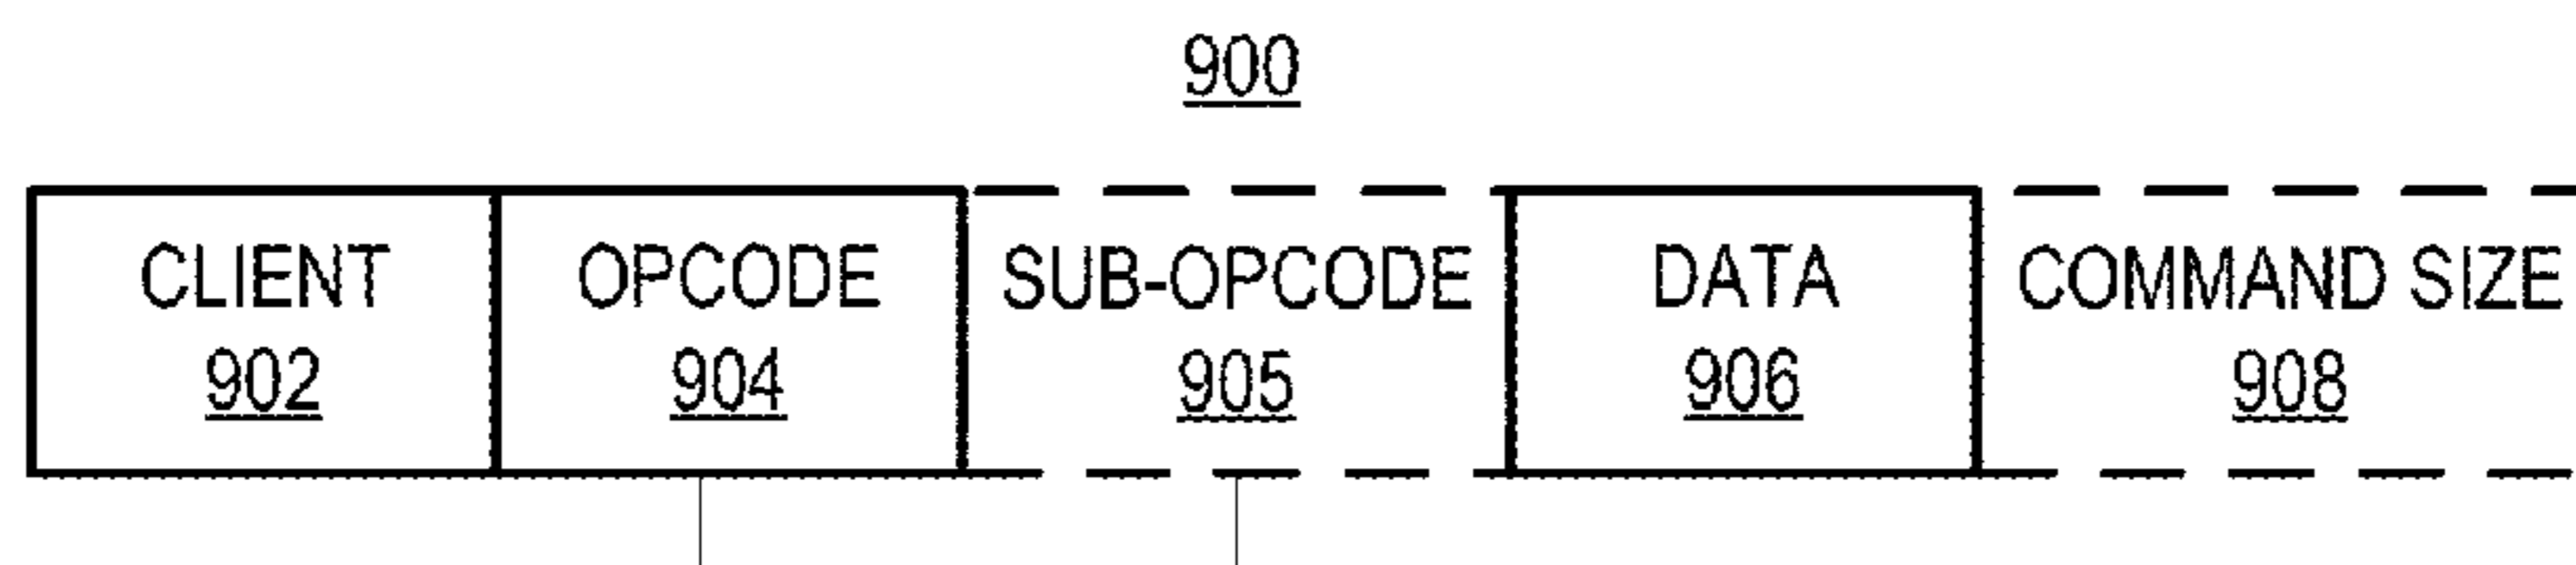 900
CLIENT OPCODE SUB-OPCODE DATA COMMAND SIZE
902 904 905 906 908